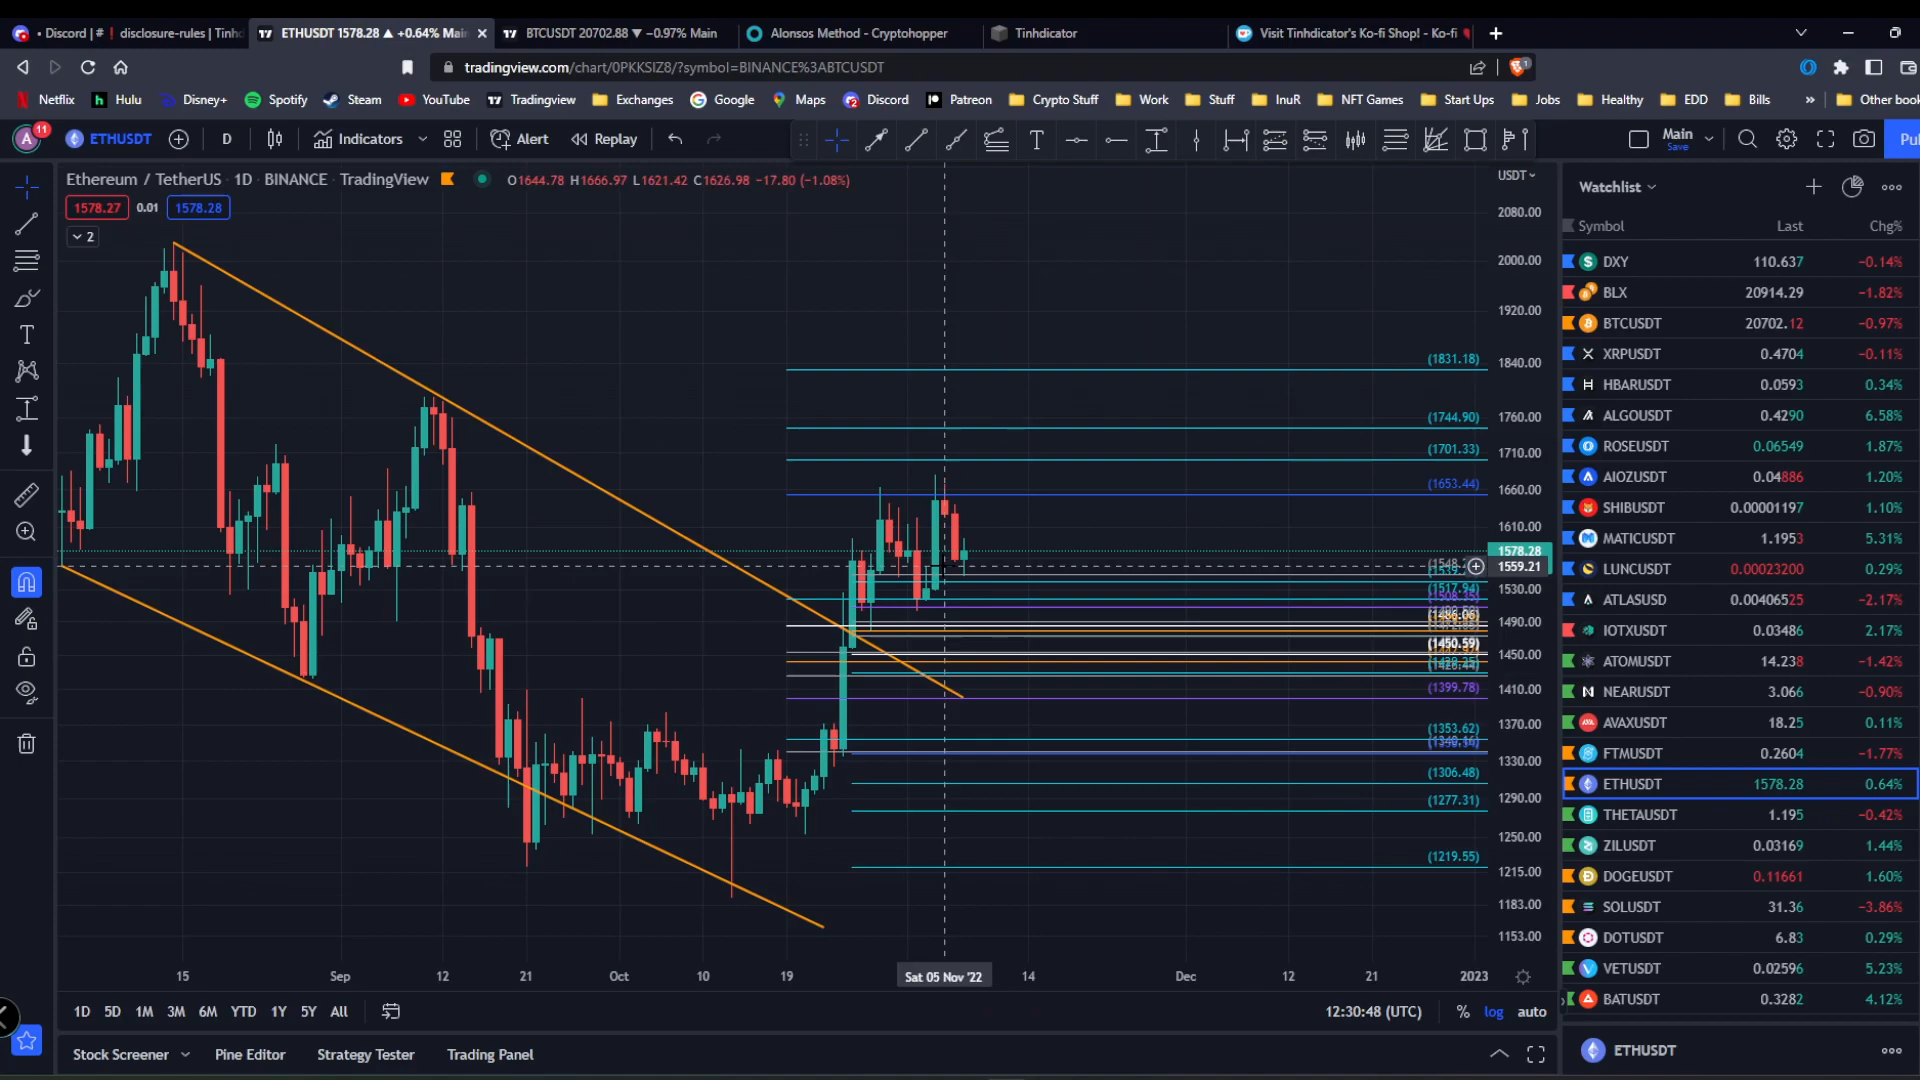 Discord | # ! disclosure-rules | Tinhd
ETHUSDT 1578.28 ▲ +0.64% Main
BTCUSDT 20702.88 ▼ −0.97% Main
Alonsos Method - Cryptohopper
Tinhdicator
Visit Tinhdicator's Ko-fi Shop! - Ko-fi
tradingview.com/chart/0PKKSIZ8/?symbol=BINANCE%3ABTCUSDT
1
Netflix Hulu Disney+ Spotify Steam YouTube Tradingview Exchanges Google Maps Discord Patreon Crypto Stuff Work Stuff InuR NFT Games Start Ups Jobs Healthy EDD Bills » Other book
A 11 ETHUSDT D Indicators Alert Replay Main Save Pu
Ethereum / TetherUS · 1D · BINANCE · TradingView O1644.78 H1666.97 L1621.42 C1626.98 −17.80 (−1.08%)
1578.27 0.01 1578.28
2
USDT
2080.00
2000.00
1920.00
1840.00
1760.00
1710.00
1660.00
1610.00
1578.28
1559.21
1530.00
1490.00
1450.00
1410.00
1370.00
1330.00
1290.00
1250.00
1215.00
1183.00
1153.00
(1831.18)
(1744.90)
(1701.33)
(1653.44)
(1517.94)
(1486.06)
(1450.59)
(1399.78)
(1353.62)
(1306.48)
(1277.31)
(1219.55)
15 Sep 12 21 Oct 10 19 Sat 05 Nov '22 14 Dec 12 21 2023
1D 5D 1M 3M 6M YTD 1Y 5Y All
12:30:48 (UTC) % log auto
Stock Screener Pine Editor Strategy Tester Trading Panel
Watchlist
Symbol Last Chg%
DXY 110.637 −0.14%
BLX 20914.29 −1.82%
BTCUSDT 20702.12 −0.97%
XRPUSDT 0.4704 −0.11%
HBARUSDT 0.0593 0.34%
ALGOUSDT 0.4290 6.58%
ROSEUSDT 0.06549 1.87%
AIOZUSDT 0.04886 1.20%
SHIBUSDT 0.00001197 1.10%
MATICUSDT 1.1953 5.31%
LUNCUSDT 0.00023200 0.29%
ATLASUSD 0.00406525 −2.17%
IOTXUSDT 0.03486 2.17%
ATOMUSDT 14.238 −1.42%
NEARUSDT 3.066 −0.90%
AVAXUSDT 18.25 0.11%
FTMUSDT 0.2604 −1.77%
ETHUSDT 1578.28 0.64%
THETAUSDT 1.195 −0.42%
ZILUSDT 0.03169 1.44%
DOGEUSDT 0.11661 1.60%
SOLUSDT 31.36 −3.86%
DOTUSDT 6.83 0.29%
VETUSDT 0.02596 5.23%
BATUSDT 0.3282 4.12%
ETHUSDT